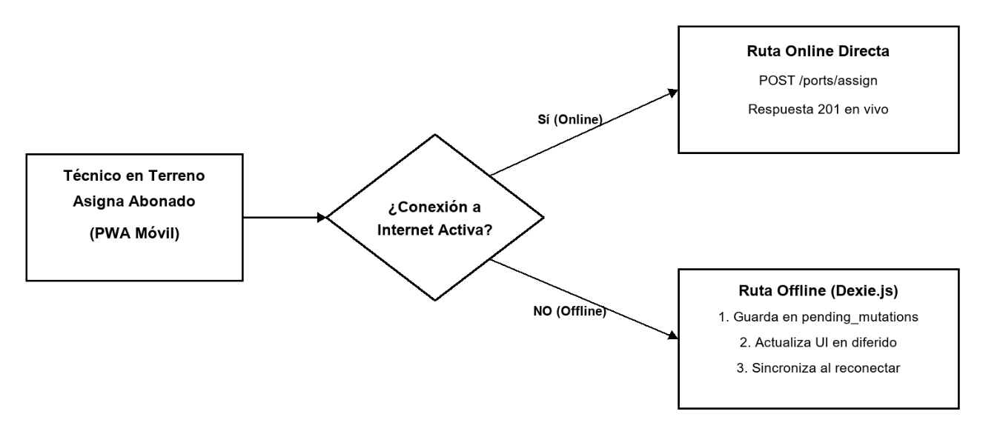 Técnico en Terreno
Asigna Abonado
(PWA Móvil)
¿Conexión a
Internet Activa?
Sí (Online)
NO (Offline)
Ruta Online Directa
POST /ports/assign
Respuesta 201 en vivo
Ruta Offline (Dexie.js)
1. Guarda en pending_mutations
2. Actualiza UI en diferido
3. Sincroniza al reconectar